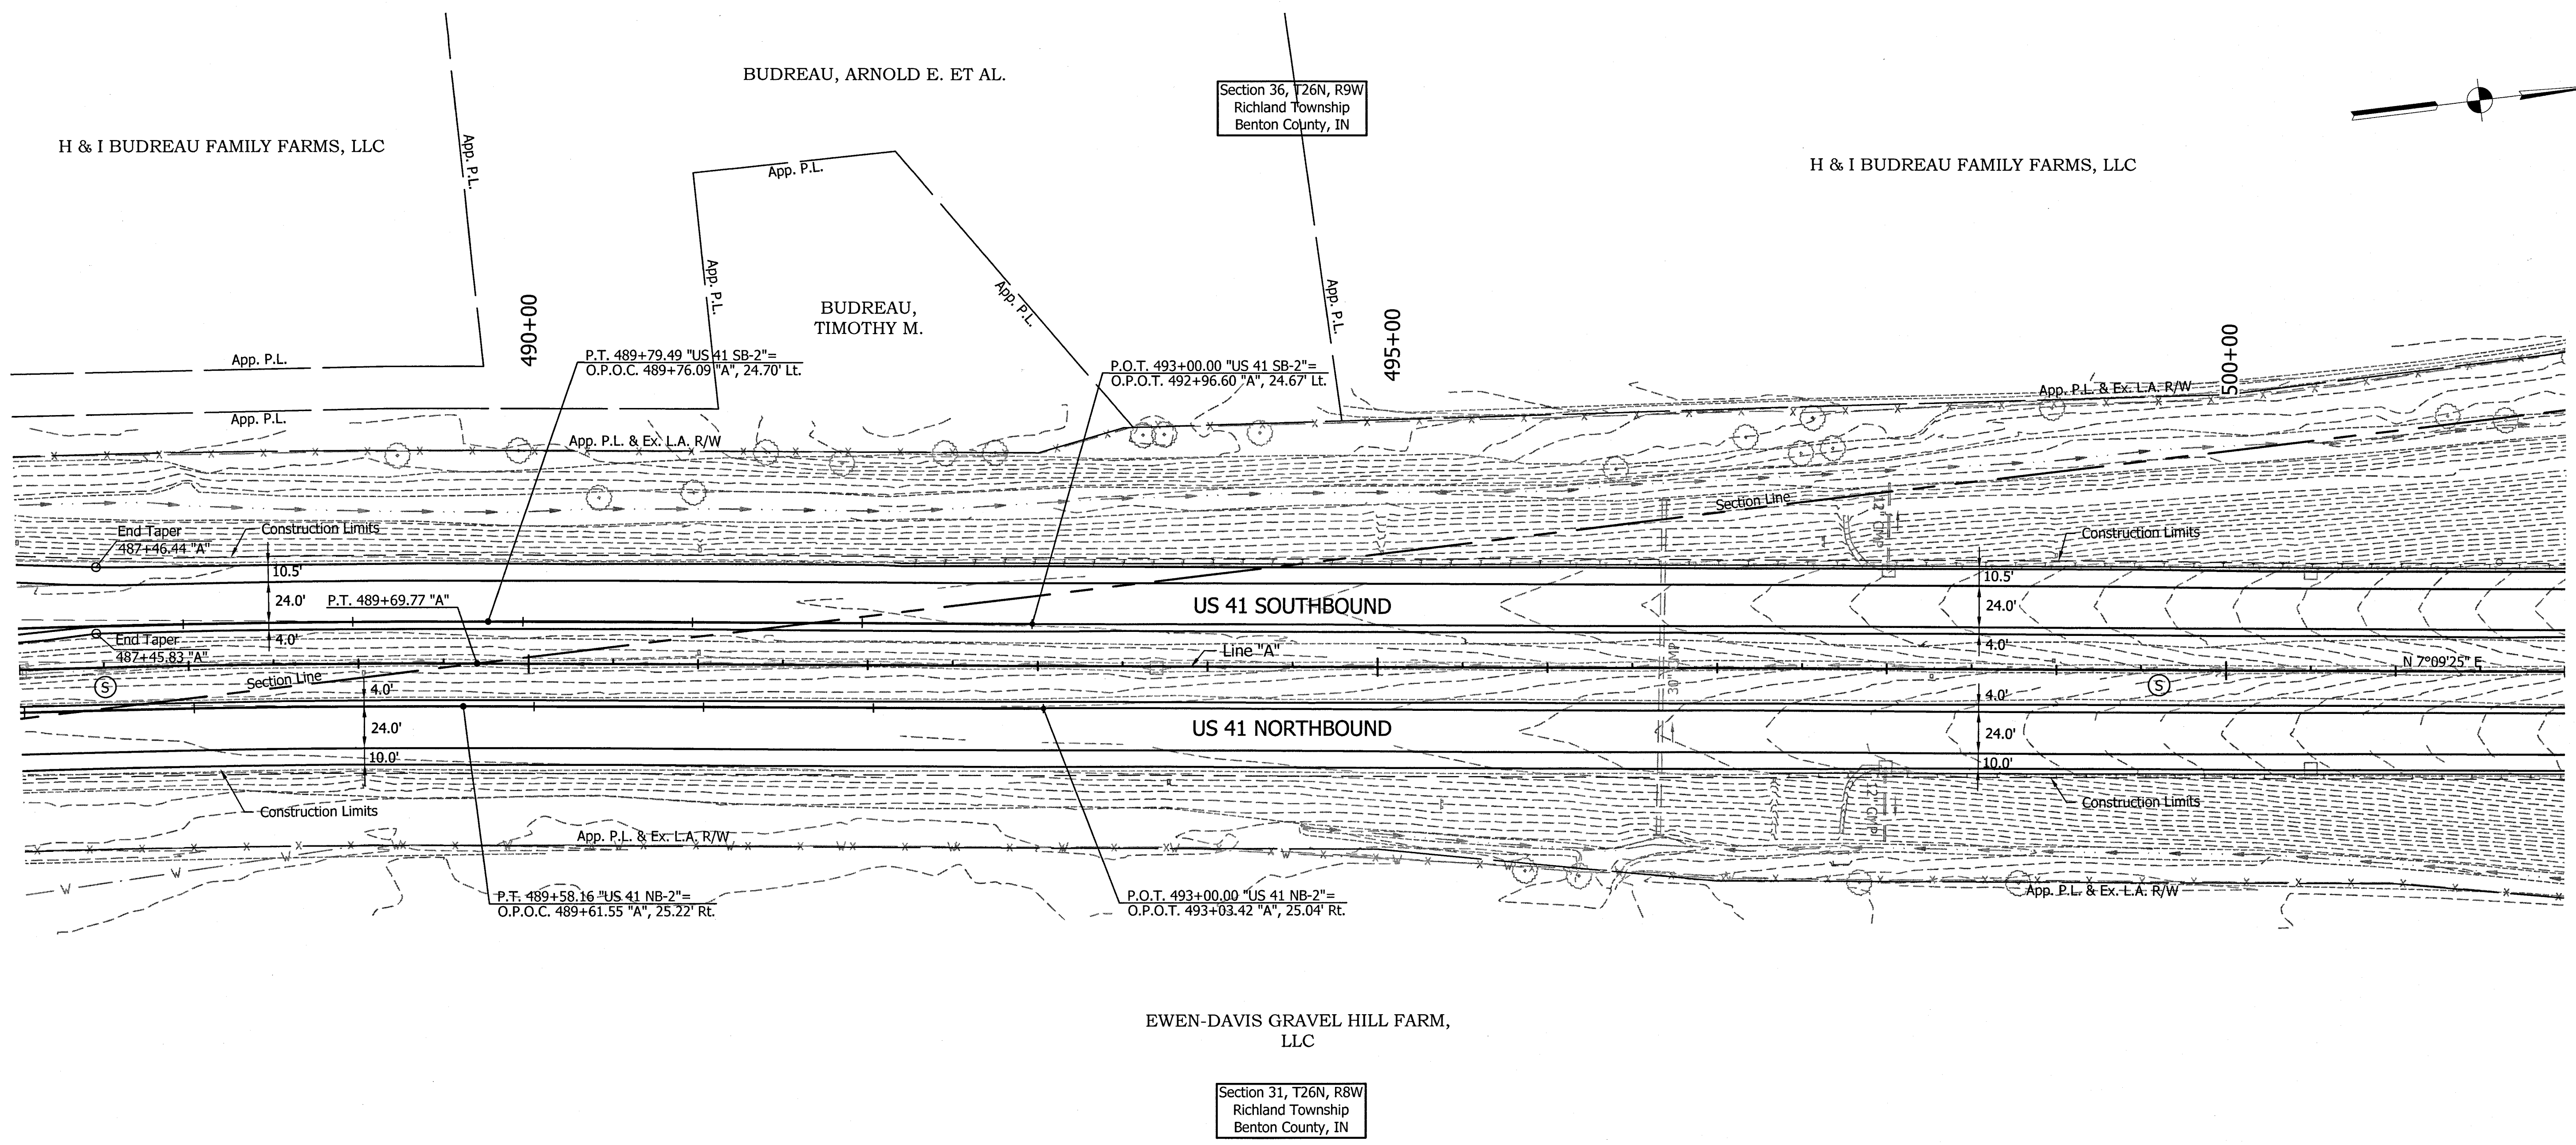 BUDREAU, ARNOLD E. ET AL.
Section 36, T26N, R9W
Richland Township
Benton County, IN
H & I BUDREAU FAMILY FARMS, LLC
H & I BUDREAU FAMILY FARMS, LLC
App. P.L.
App. P.L.
App. P.L.
App. P.L.
App. P.L.
BUDREAU,
TIMOTHY M.
490+00
495+00
500+00
App. P.L.
App. P.L.
P.T. 489+79.49 "US 41 SB-2"=
O.P.O.C. 489+76.09 "A", 24.70' Lt.
P.O.T. 493+00.00 "US 41 SB-2"=
O.P.O.T. 492+96.60 "A", 24.67' Lt.
App. P.L. & Ex. L.A. R/W
App. P.L. & Ex. L.A. R/W
Section Line
12" CMP
End Taper
487+46.44 "A"
Construction Limits
Construction Limits
10.5'
10.5'
24.0'
P.T. 489+69.77 "A"
US 41 SOUTHBOUND
24.0'
End Taper
487+45.83 "A"
4.0'
4.0'
Line "A"
30" CMP
N 7°09'25" E
S
Section Line
4.0'
S
4.0'
24.0'
US 41 NORTHBOUND
24.0'
10.0'
10.0'
12" CMP
Construction Limits
Construction Limits
App. P.L. & Ex. L.A. R/W
App. P.L. & Ex. L.A. R/W
P.T. 489+58.16 "US 41 NB-2"=
O.P.O.C. 489+61.55 "A", 25.22' Rt.
P.O.T. 493+00.00 "US 41 NB-2"=
O.P.O.T. 493+03.42 "A", 25.04' Rt.
EWEN-DAVIS GRAVEL HILL FARM,
LLC
Section 31, T26N, R8W
Richland Township
Benton County, IN